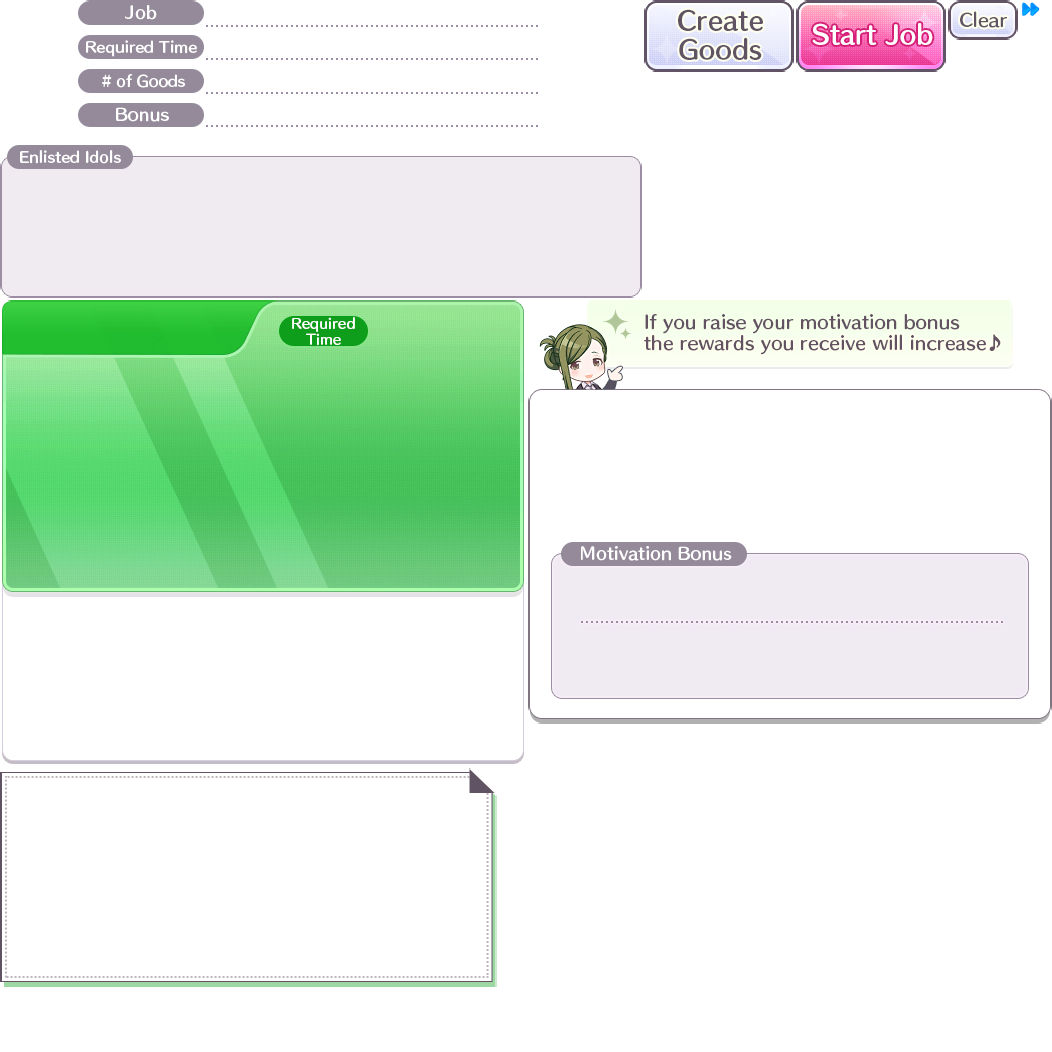 Job
Required Time
# of Goods
Bonus
Create
Goods
Start Job
Clear
Enlisted Idols
Required
Time
If you raise your motivation bonus
the rewards you receive will increase♪
Motivation Bonus